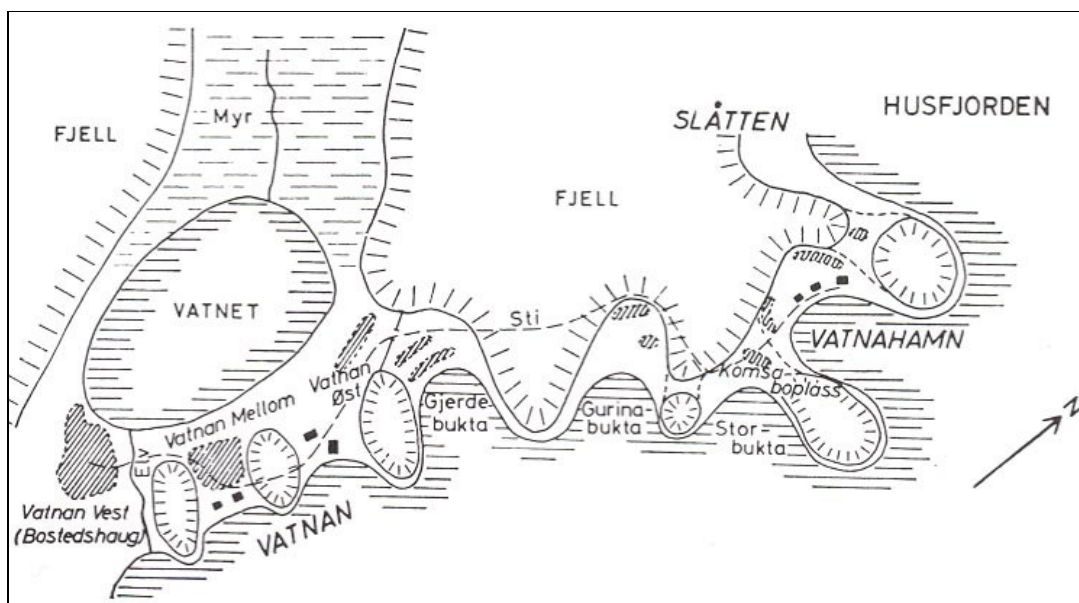 HUSFJORDEN
SLÅTTEN
Myr
FJELL
FJELL
VATNET
Sti
VATNAHAMN
Vatnan
Øst
Komsa
boplass
Gjerde-
bukta
Gurina-
bukta
Stor-
bukta
Vatnan Mellom
Elv
Vatnan Vest
(Bostedshaug)
VATNAN
N